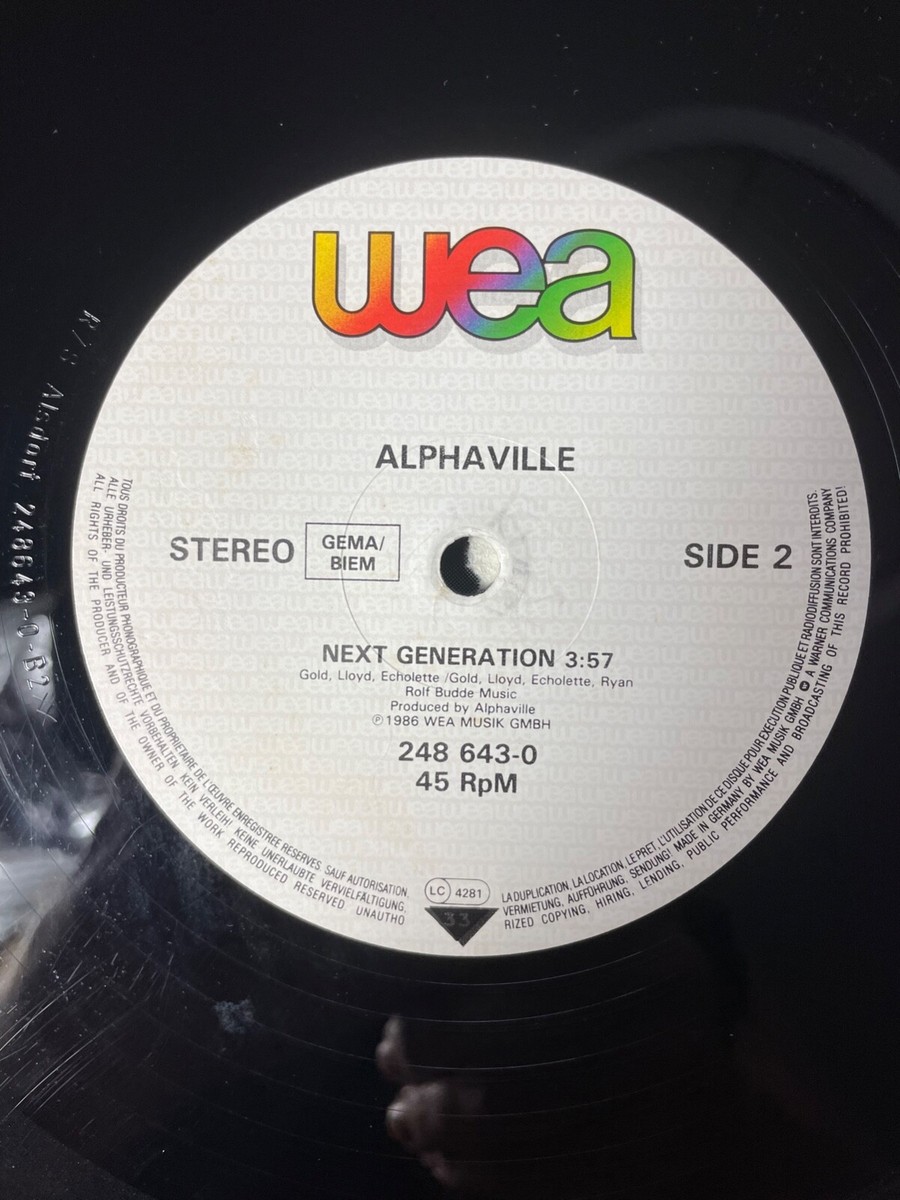 wea
ALPHAVILLE
STEREO
GEMA/
BIEM
SIDE 2
NEXT GENERATION 3:57
Gold, Lloyd, Echolette /Gold, Lloyd, Echolette, Ryan
Rolf Budde Music
Produced by Alphaville
℗1986 WEA MUSIK GMBH
248 643-0
45 RpM
TOUS DROITS DU PRODUCTEUR PHONOGRAPHIQUE ET DU PROPRIETAIRE DE L'ŒUVRE ENREGISTREE RESERVES. SAUF AUTORISATION,
LA DUPLICATION, LA LOCATION, LE PRET, L'UTILISATION DE CE DISQUE POUR EXECUTION PUBLIQUE ET RADIODIFFUSION SONT INTERDITS.
ALLE URHEBER- UND LEISTUNGSSCHUTZRECHTE VORBEHALTEN. KEIN VERLEIH! KEINE UNERLAUBTE VERVIELFÄLTIGUNG,
VERMIETUNG, AUFFÜHRUNG, SENDUNG! MADE IN GERMANY BY WEA MUSIK GMBH A WARNER COMMUNICATIONS COMPANY
ALL RIGHTS OF THE PRODUCER AND OF THE OWNER OF THE WORK REPRODUCED RESERVED UNAUTHO
RIZED COPYING, HIRING, LENDING, PUBLIC PERFORMANCE AND BROADCASTING OF THIS RECORD PROHIBITED!
LC 4281
33
R/S Alsdorf 248643-0-B2